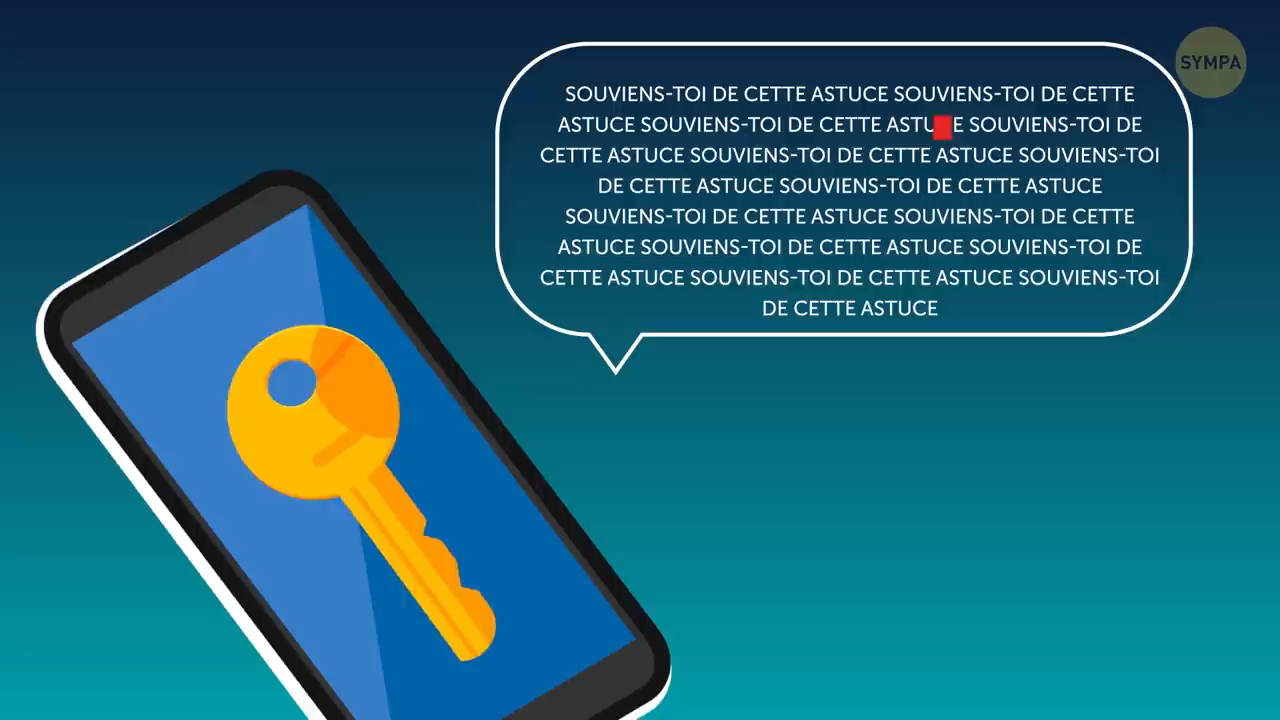 SYMPA
SOUVIENS-TOI DE CETTE ASTUCE SOUVIENS-TOI DE CETTE
ASTUCE SOUVIENS-TOI DE CETTE SOUVIENS-TOI DE
CETTE ASTUCE SOUVIENS-TOI DE CETTE ASTUCE SOUVIENS-TOI
DE CETTE ASTUCE SOUVIENS-TOI DE CETTE ASTUCE
SOUVIENS-TOI DE CETTE ASTUCE SOUVIENS-TOI DE CETTE
ASTUCE SOUVIENS-TOI DE CETTE ASTUCE SOUVIENS-TOI DE
CETTE ASTUCE SOUVIENS-TOI DE CETTE ASTUCE SOUVIENS-TOI
DE CETTE ASTUCE